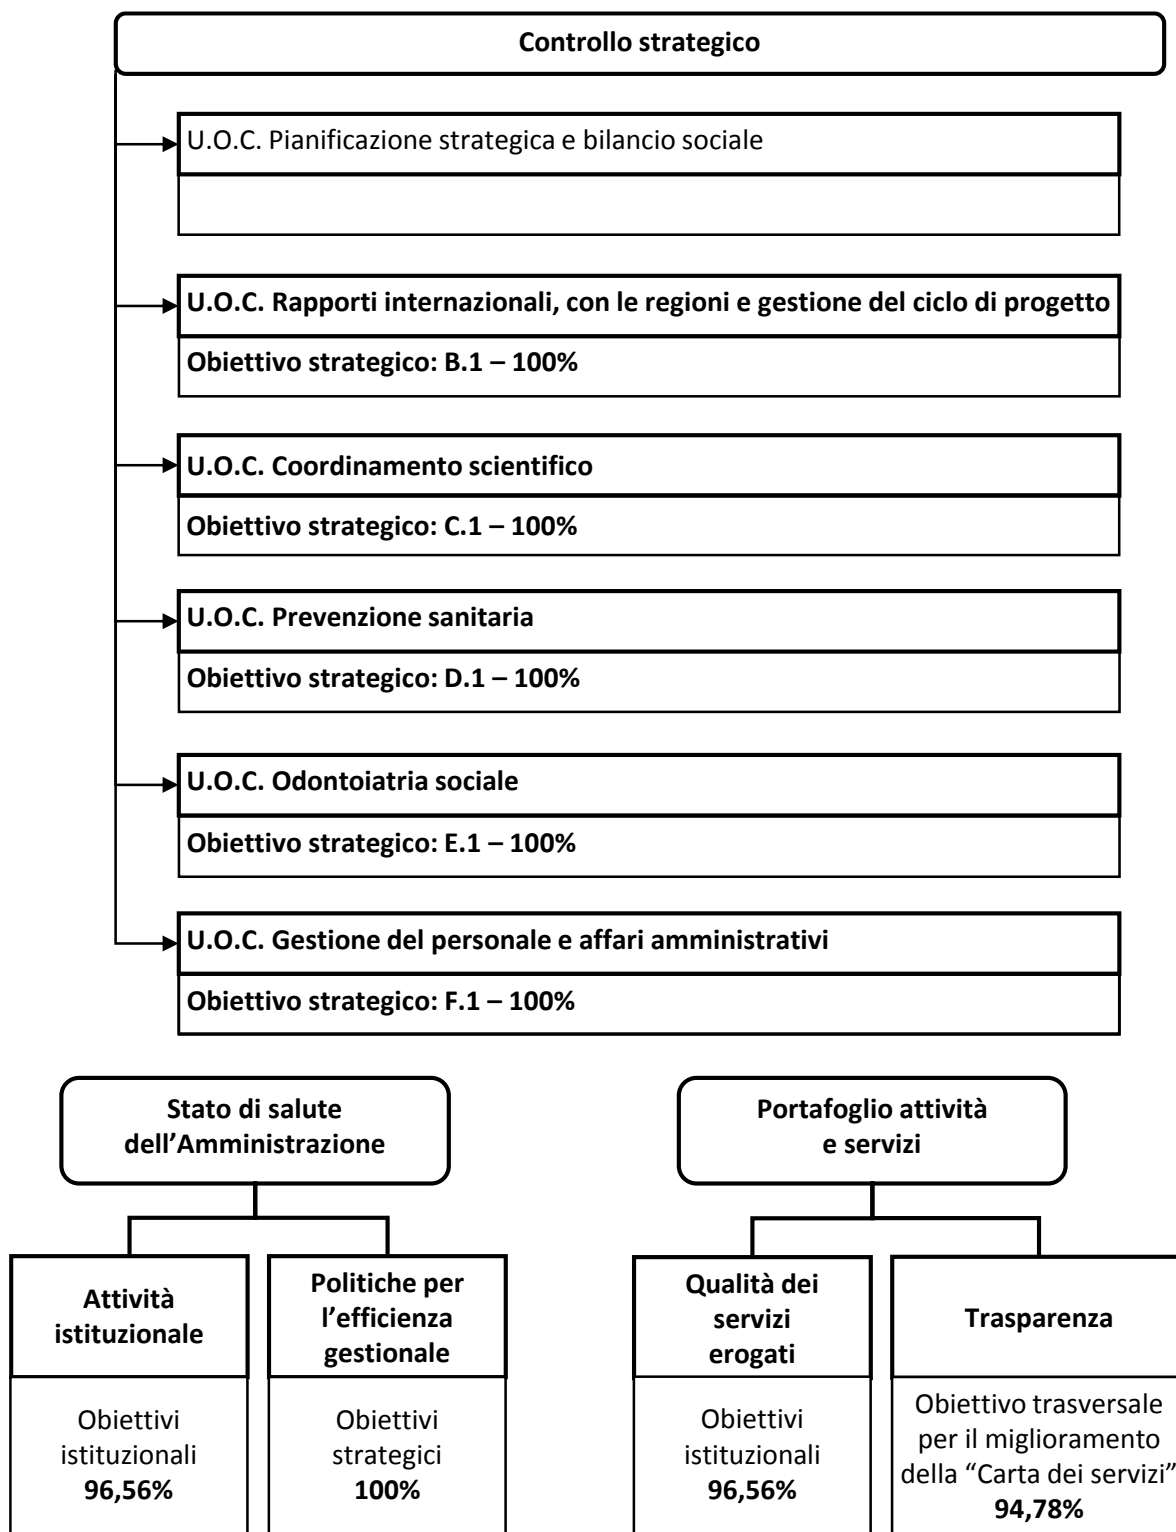 Controllo strategico
U.O.C. Pianificazione strategica e bilancio sociale
U.O.C. Rapporti internazionali, con le regioni e gestione del ciclo di progetto
Obiettivo strategico: B.1 – 100%
U.O.C. Coordinamento scientifico
Obiettivo strategico: C.1 – 100%
U.O.C. Prevenzione sanitaria
Obiettivo strategico: D.1 – 100%
U.O.C. Odontoiatria sociale
Obiettivo strategico: E.1 – 100%
U.O.C. Gestione del personale e affari amministrativi
Obiettivo strategico: F.1 – 100%
Stato di salute
dell’Amministrazione
Attività
istituzionale
Obiettivi
istituzionali
96,56%
Politiche per
l’efficienza
gestionale
Obiettivi
strategici
100%
Portafoglio attività
e servizi
Qualità dei
servizi
erogati
Obiettivi
istituzionali
96,56%
Trasparenza
Obiettivo trasversale
per il miglioramento
della “Carta dei servizi”
94,78%